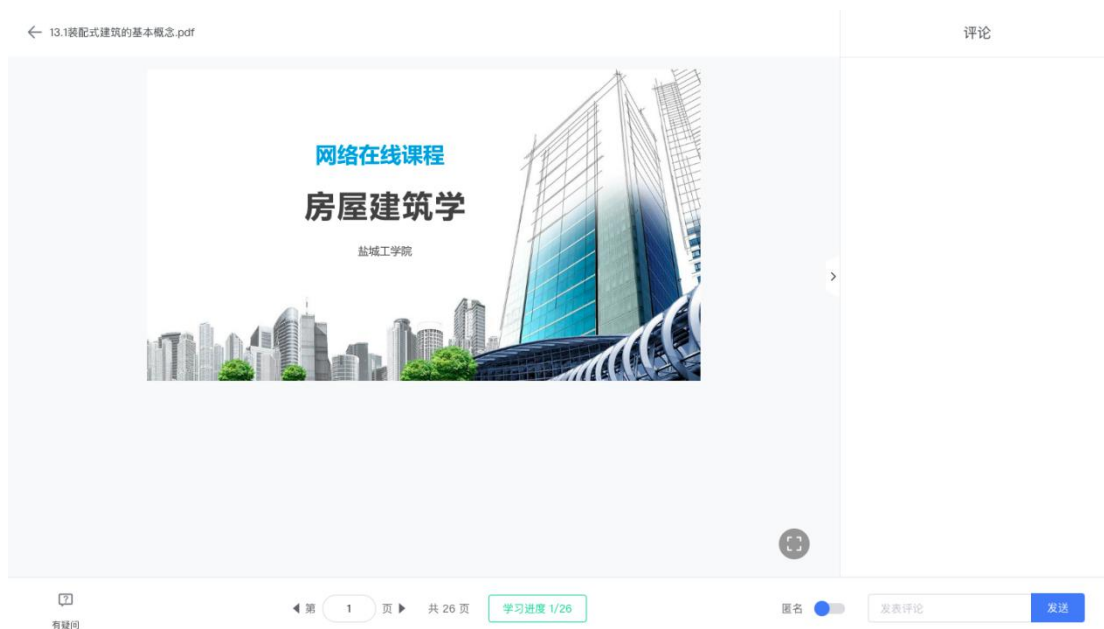 13.1装配式建筑的基本概念.pdf
评论
网络在线课程
房屋建筑学
盐城工学院
有疑问
第 1 页 共 26 页 学习进度 1/26
匿名 发表评论 发送